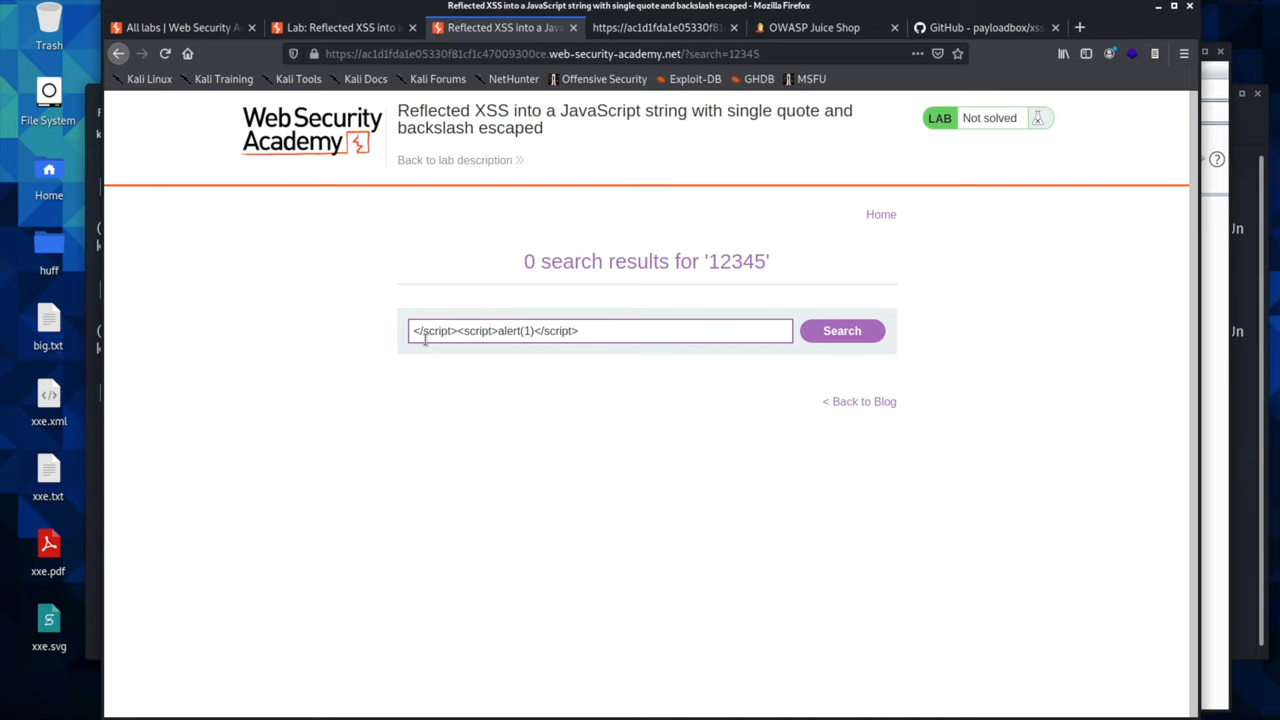 Reflected XSS into a JavaScript string with single quote and backslash escaped - Mozilla Firefox
All labs | Web Security Ac
Lab: Reflected XSS into a
Reflected XSS into a Java
https://ac1d1fda1e05330f81
OWASP Juice Shop
GitHub - payloadbox/xss
https://ac1d1fda1e05330f81cf1c47009300ce.web-security-academy.net/?search=12345
Kali Linux
Kali Training
Kali Tools
Kali Docs
Kali Forums
NetHunter
Offensive Security
Exploit-DB
GHDB
MSFU
Web Security
Academy
Reflected XSS into a JavaScript string with single quote and
backslash escaped
Back to lab description
LAB
Not solved
Home
0 search results for '12345'
</script><script>alert(1)</script>
Search
< Back to Blog
Trash
File System
Home
huff
big.txt
xxe.xml
xxe.txt
xxe.pdf
xxe.svg
Un
Un